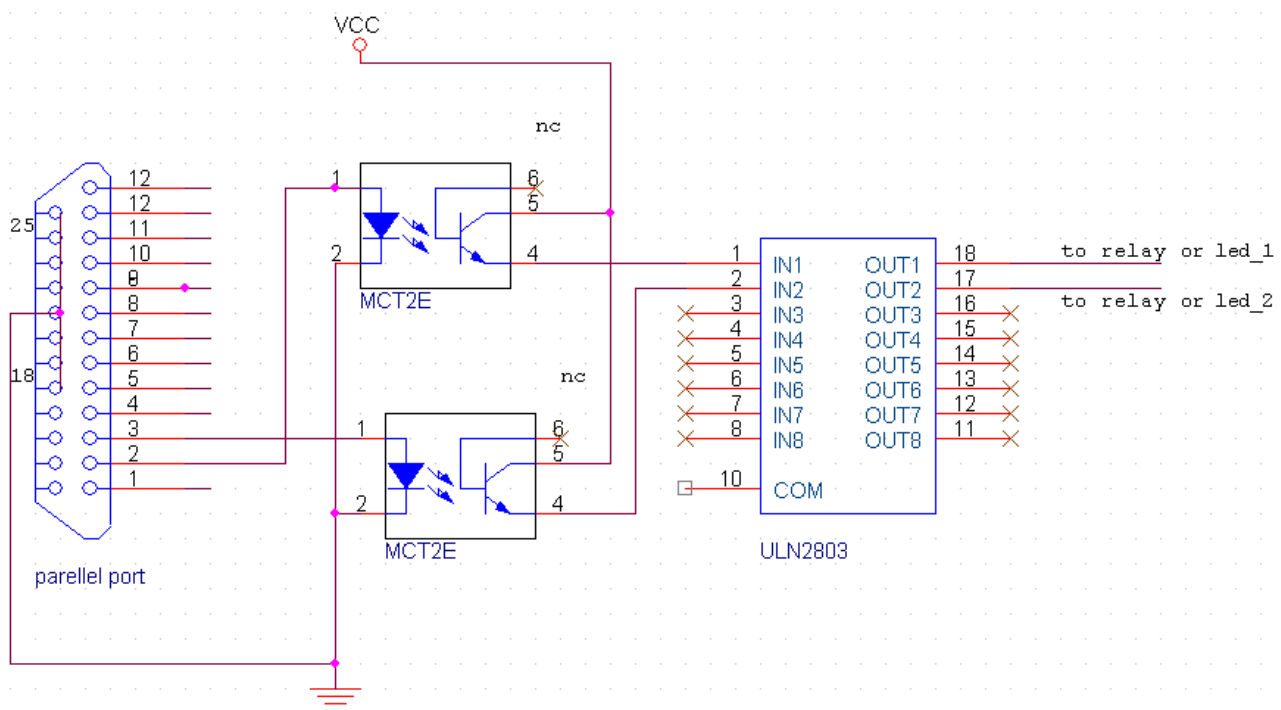 VCC
nc
12
12
11
10
9
8
7
6
5
4
3
2
1
25
18
parellel port
1
2
6
5
4
MCT2E
nc
1
2
6
5
4
MCT2E
1 IN1 OUT1 18 to relay or led_1
2 IN2 OUT2 17 to relay or led_2
3 IN3 OUT3 16
4 IN4 OUT4 15
5 IN5 OUT5 14
6 IN6 OUT6 13
7 IN7 OUT7 12
8 IN8 OUT8 11
10 COM
ULN2803